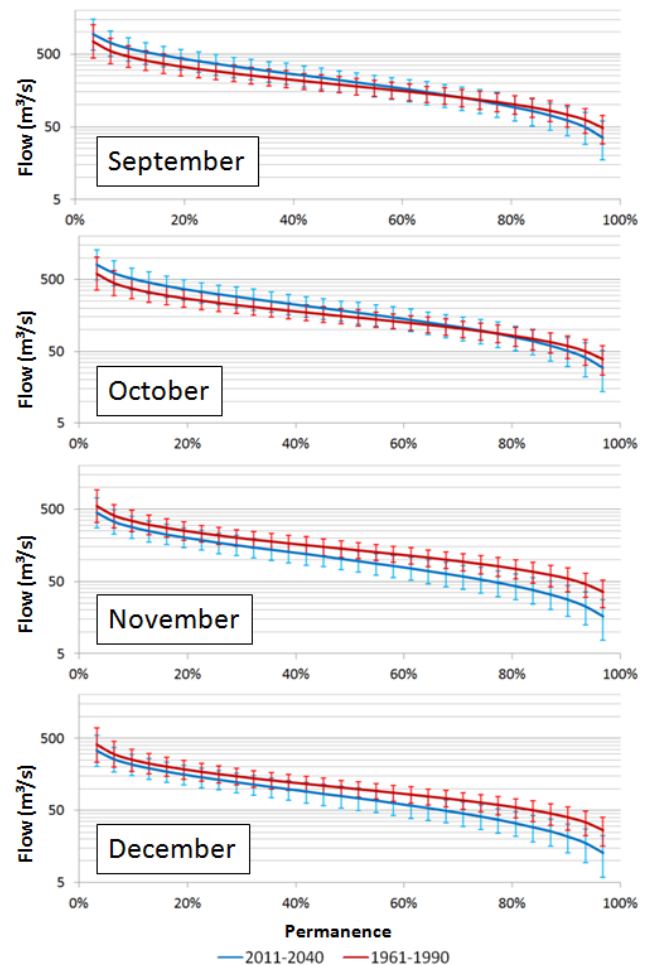 Flow (m³/s)
500
50
5
September
0% 20% 40% 60% 80% 100%
Flow (m³/s)
500
50
5
October
0% 20% 40% 60% 80% 100%
Flow (m³/s)
500
50
5
November
0% 20% 40% 60% 80% 100%
Flow (m³/s)
500
50
5
December
0% 20% 40% 60% 80% 100%
Permanence
2011-2040 1961-1990